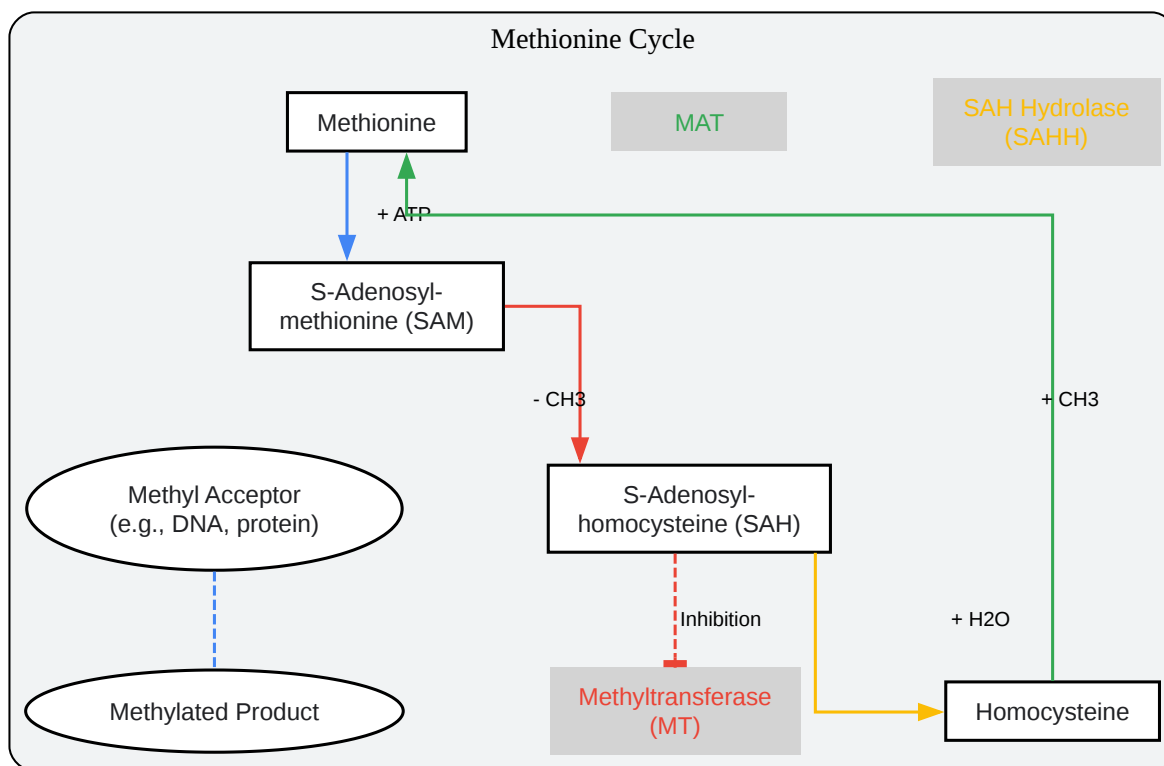 Methionine Cycle
Methionine
MAT
SAH Hydrolase
(SAHH)
+ ATP
S-Adenosyl-
methionine (SAM)
- CH3
+ CH3
Methyl Acceptor
(e.g., DNA, protein)
S-Adenosyl-
homocysteine (SAH)
Inhibition
+ H2O
Methylated Product
Methyltransferase
(MT)
Homocysteine